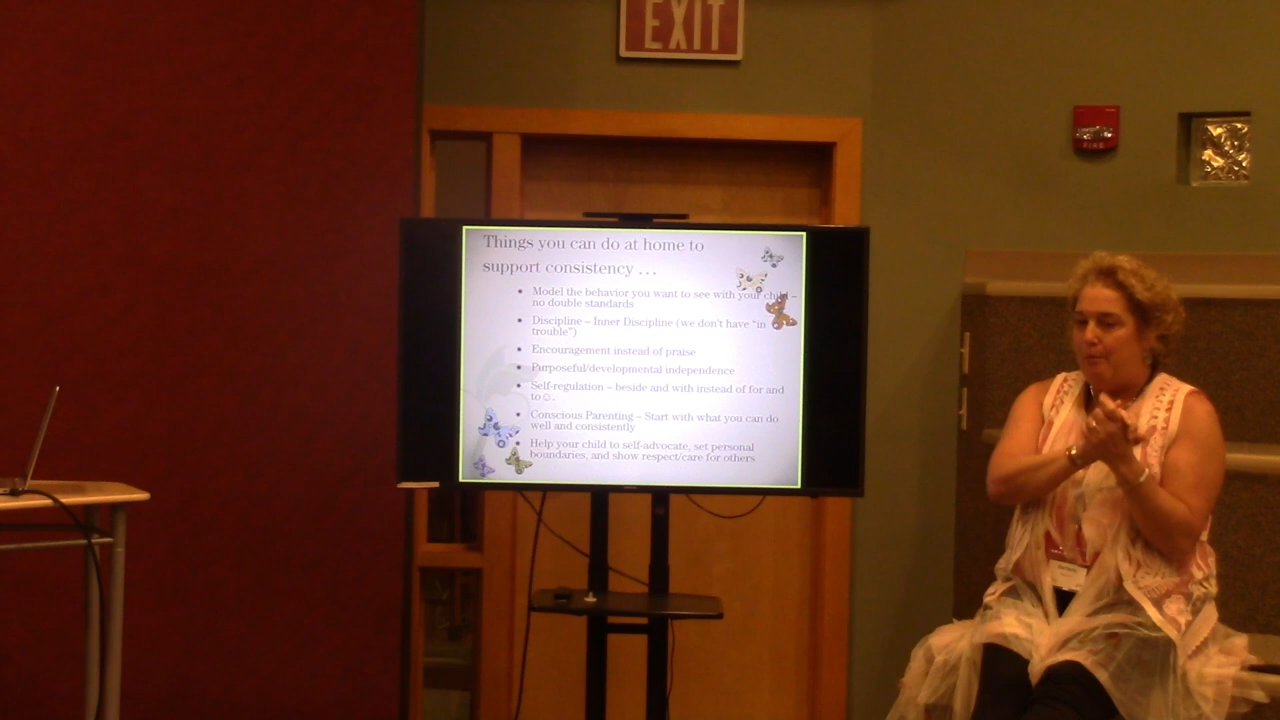 EXIT
FIRE
Things you can do at home to
support consistency ...
• Model the behavior you want to see with your child –
no double standards
• Discipline – Inner Discipline (we don't have "in
trouble")
• Encouragement instead of praise
• Purposeful/developmental independence
• Self-regulation – beside and with instead of for and
to☺.
• Conscious Parenting – Start with what you can do
well and consistently
• Help your child to self-advocate, set personal
boundaries, and show respect/care for others